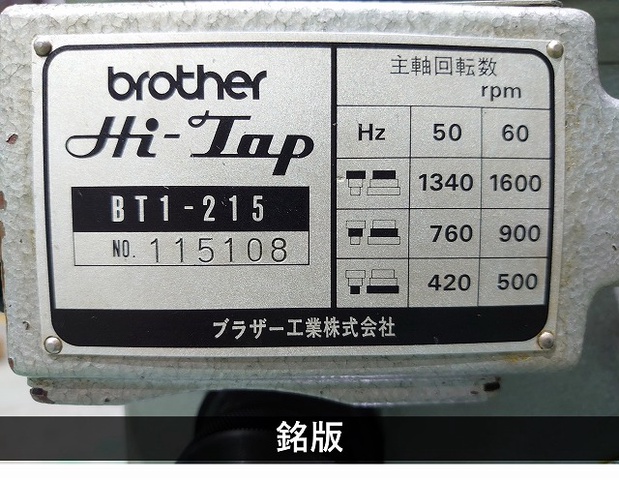 brother
Hi-Tap
BT1-215
NO. 115108
主軸回転数
rpm
Hz 50 60
1340 1600
760 900
420 500
ブラザー工業株式会社
銘版